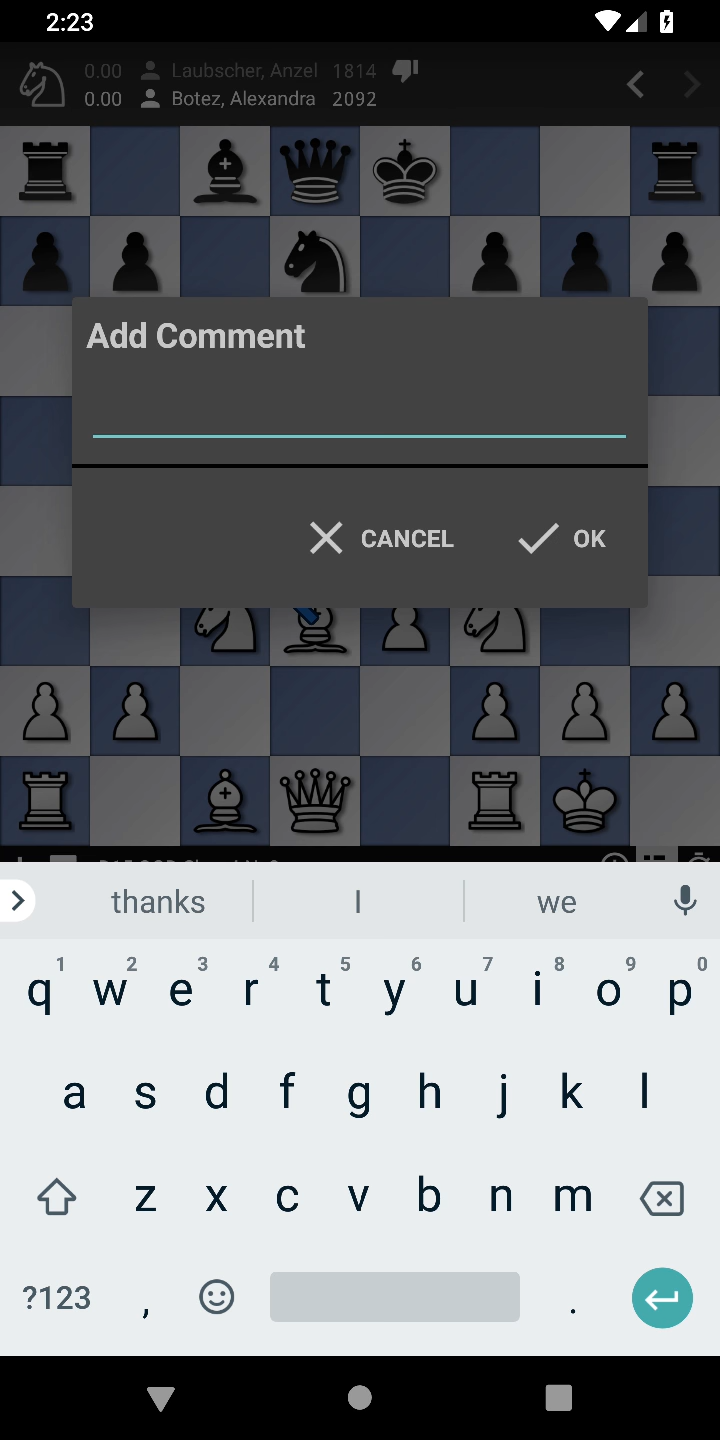 2:23
0.00 Laubscher, Anzel 1814
0.00 Botez, Alexandra 2092
Add Comment
CANCEL OK
thanks I we
1 2 3 4 5 6 7 8 9 0
q w e r t y u i o p
a s d f g h j k l
z x c v b n m
?123 , .